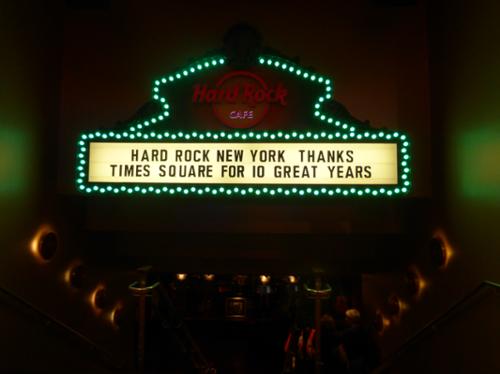 Hard Rock
CAFE
HARD ROCK NEW YORK THANKS
TIMES SQUARE FOR 10 GREAT YEARS